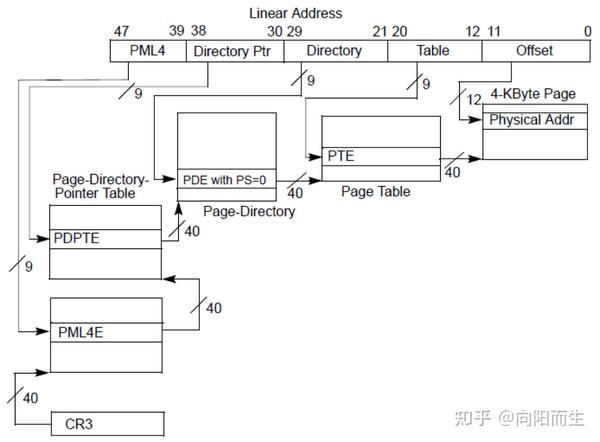 Linear Address
47 39 38 30 29 21 20 12 11 0
PML4 Directory Ptr Directory Table Offset
9 9 9 12 4-KByte Page
Physical Addr
PTE
PDE with PS=0 40 40
Page-Directory-
Pointer Table
Page Table
Page-Directory
PDPTE 40
9
40
PML4E
40
CR3
知乎 @向阳而生